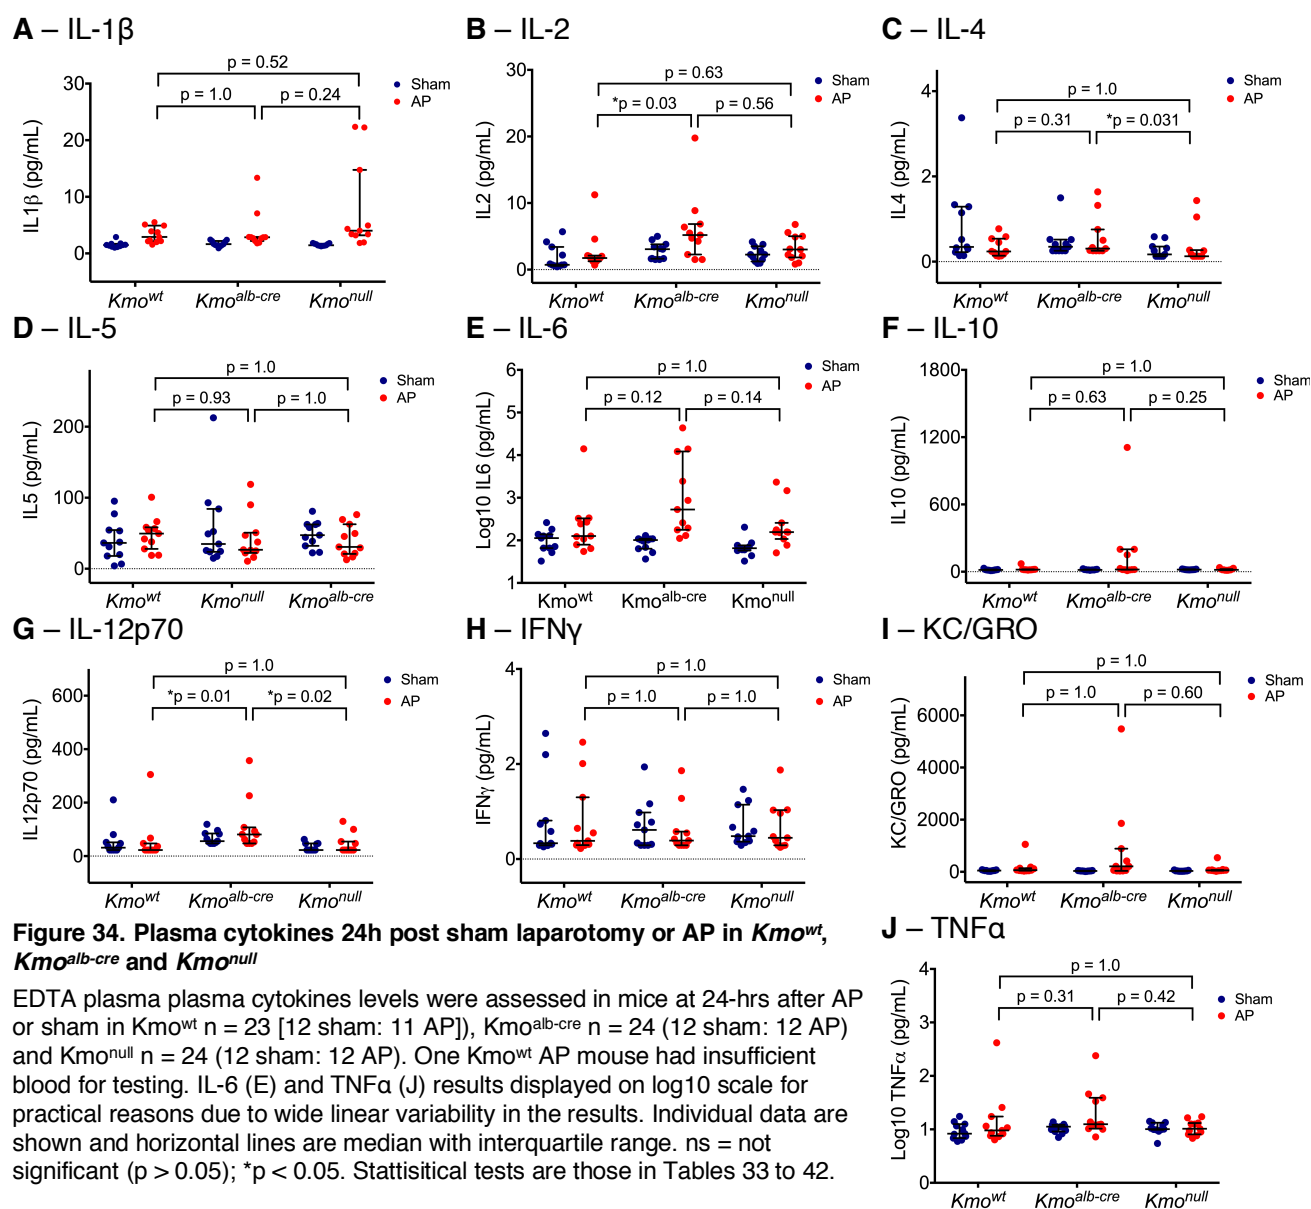 A – IL-1β
p = 0.52
p = 1.0
p = 0.24
Sham
AP
30
20
10
0
IL1β (pg/mL)
Kmo^wt
Kmo^alb-cre
Kmo^null
B – IL-2
p = 0.63
*p = 0.03
p = 0.56
Sham
AP
30
20
10
0
IL2 (pg/mL)
Kmo^wt
Kmo^alb-cre
Kmo^null
C – IL-4
p = 1.0
p = 0.31
*p = 0.031
Sham
AP
4
2
0
IL4 (pg/mL)
Kmo^wt
Kmo^alb-cre
Kmo^null
D – IL-5
p = 1.0
p = 0.93
p = 1.0
Sham
AP
200
100
0
IL5 (pg/mL)
Kmo^wt
Kmo^null
Kmo^alb-cre
E – IL-6
p = 1.0
p = 0.12
p = 0.14
Sham
AP
6
5
4
3
2
1
Log10 IL6 (pg/mL)
Kmo^wt
Kmo^alb-cre
Kmo^null
F – IL-10
p = 1.0
p = 0.63
p = 0.25
Sham
AP
1800
1200
600
0
IL10 (pg/mL)
Kmo^wt
Kmo^alb-cre
Kmo^null
G – IL-12p70
p = 1.0
*p = 0.01
*p = 0.02
Sham
AP
600
400
200
0
IL12p70 (pg/mL)
Kmo^wt
Kmo^alb-cre
Kmo^null
H – IFNγ
p = 1.0
p = 1.0
p = 1.0
Sham
AP
4
2
0
IFNγ (pg/mL)
Kmo^wt
Kmo^alb-cre
Kmo^null
I – KC/GRO
p = 1.0
p = 1.0
p = 0.60
Sham
AP
6000
4000
2000
0
KC/GRO (pg/mL)
Kmo^wt
Kmo^alb-cre
Kmo^null
J – TNFα
p = 1.0
p = 0.31
p = 0.42
Sham
AP
4
3
2
1
0
Log10 TNFα (pg/mL)
Kmo^wt
Kmo^alb-cre
Kmo^null
Figure 34. Plasma cytokines 24h post sham laparotomy or AP in Kmo^wt,
Kmo^alb-cre and Kmo^null
EDTA plasma plasma cytokines levels were assessed in mice at 24-hrs after AP
or sham in Kmo^wt n = 23 [12 sham: 11 AP]), Kmo^alb-cre n = 24 (12 sham: 12 AP)
and Kmo^null n = 24 (12 sham: 12 AP). One Kmo^wt AP mouse had insufficient
blood for testing. IL-6 (E) and TNFα (J) results displayed on log10 scale for
practical reasons due to wide linear variability in the results. Individual data are
shown and horizontal lines are median with interquartile range. ns = not
significant (p > 0.05); *p < 0.05. Stattisitical tests are those in Tables 33 to 42.